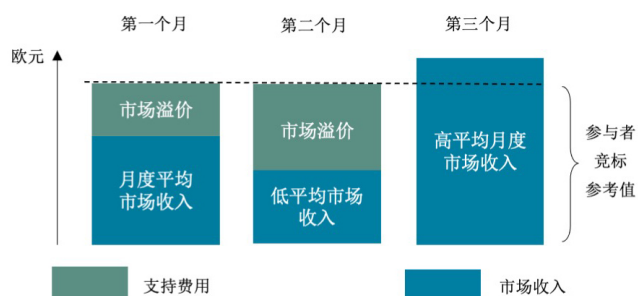 第一个月
第二个月
第三个月
欧元
市场溢价
月度平均
市场收入
市场溢价
低平均市场
收入
高平均月度
市场收入
参与者
竞标
参考值
支持费用
市场收入